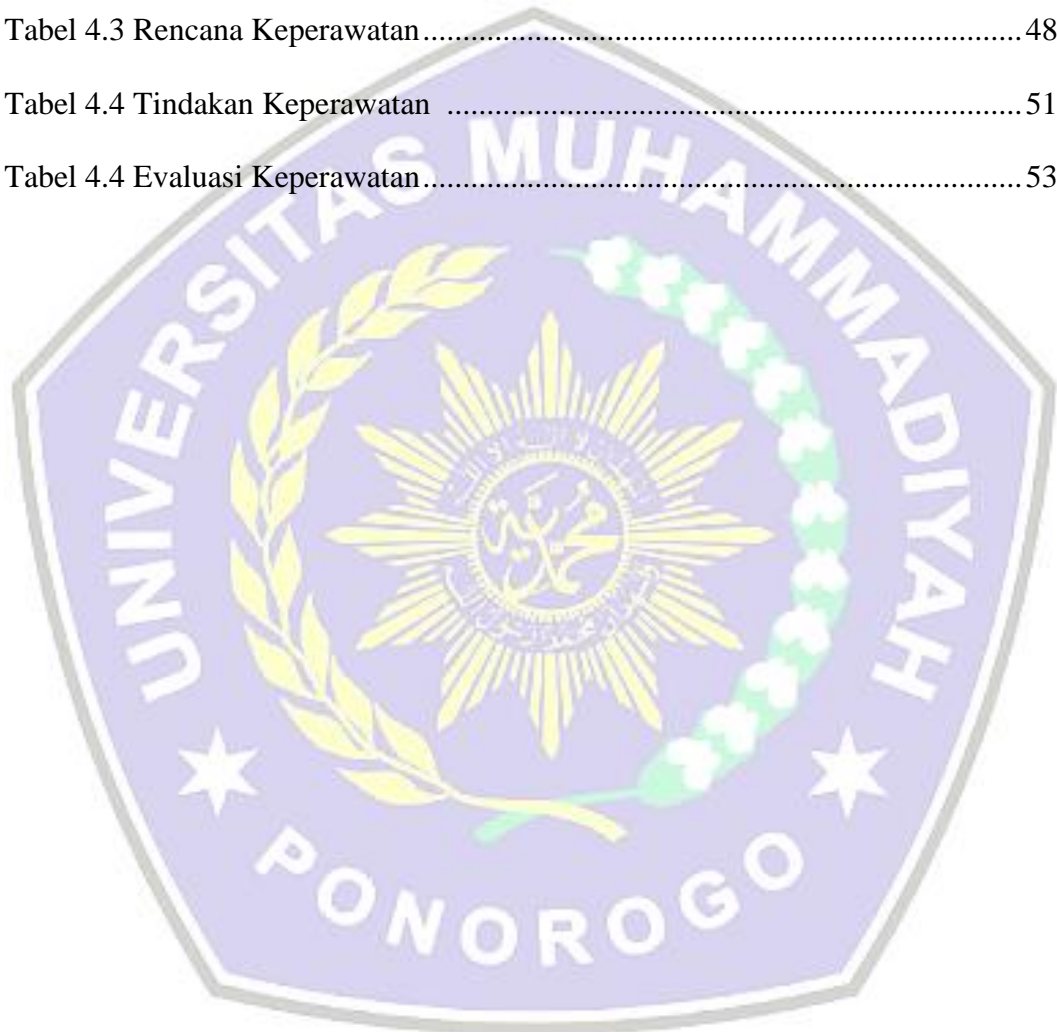 Tabel 4.3 Rencana Keperawatan.......................................................................... 48
Tabel 4.4 Tindakan Keperawatan ....................................................................... 51
Tabel 4.4 Evaluasi Keperawatan.......................................................................... 53
UNIVERSITAS MUHAMMADIYAH
محمدية
PONOROGO